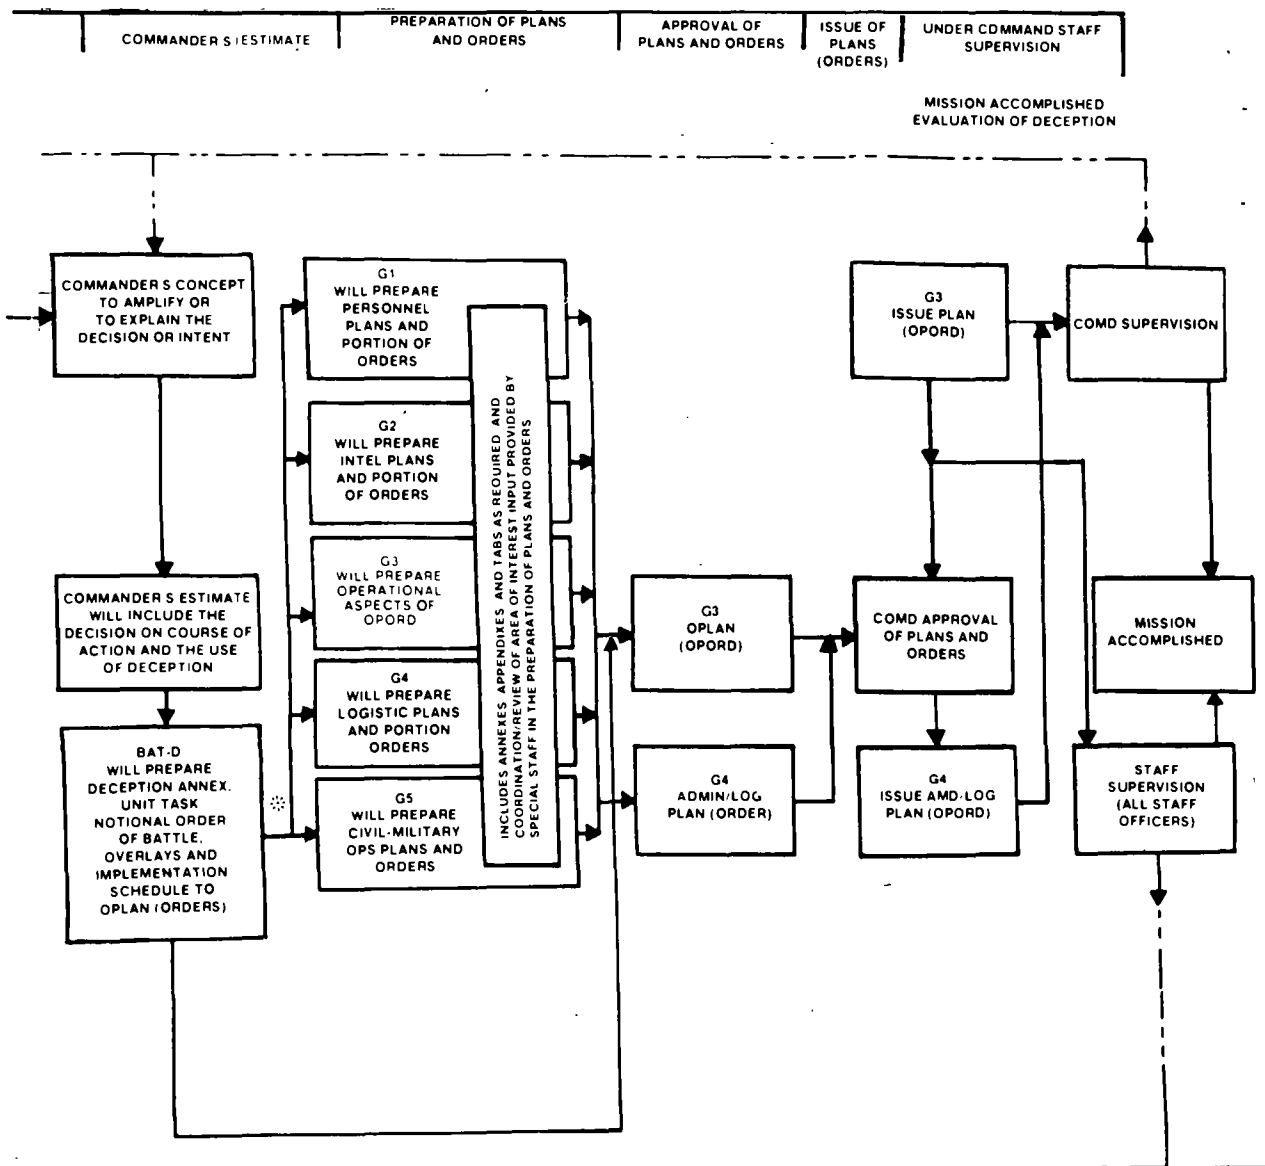 COMMANDER S ESTIMATE
PREPARATION OF PLANS
AND ORDERS
APPROVAL OF
PLANS AND ORDERS
ISSUE OF
PLANS
(ORDERS)
UNDER COMMAND STAFF
SUPERVISION
MISSION ACCOMPLISHED
EVALUATION OF DECEPTION
COMMANDER S CONCEPT
TO AMPLIFY OR
TO EXPLAIN THE
DECISION OR INTENT
COMMANDER S ESTIMATE
WILL INCLUDE THE
DECISION ON COURSE OF
ACTION AND THE USE
OF DECEPTION
BAT-D
WILL PREPARE
DECEPTION ANNEX.
UNIT TASK
NOTIONAL ORDER
OF BATTLE.
OVERLAYS AND
IMPLEMENTATION
SCHEDULE TO
OPLAN (ORDERS)
G1
WILL PREPARE
PERSONNEL
PLANS AND
PORTION OF
ORDERS
G2
WILL PREPARE
INTEL PLANS
AND PORTION
OF ORDERS
G3
WILL PREPARE
OPERATIONAL
ASPECTS OF
OPORD
G4
WILL PREPARE
LOGISTIC PLANS
AND PORTION
ORDERS
G5
WILL PREPARE
CIVIL-MILITARY
OPS PLANS AND
ORDERS
INCLUDES ANNEXES APPENDIXES AND TABS AS REQUIRED AND
COORDINATION/REVIEW OF AREA OF INTEREST INPUT PROVIDED BY
SPECIAL STAFF IN THE PREPARATION OF PLANS AND ORDERS
G3
OPLAN
(OPORD)
G4
ADMIN/LOG
PLAN (ORDER)
G3
ISSUE PLAN
(OPORD)
COMD APPROVAL
OF PLANS AND
ORDERS
G4
ISSUE AMD-LOG
PLAN (OPORD)
COMD SUPERVISION
MISSION
ACCOMPLISHED
STAFF
SUPERVISION
(ALL STAFF
OFFICERS)